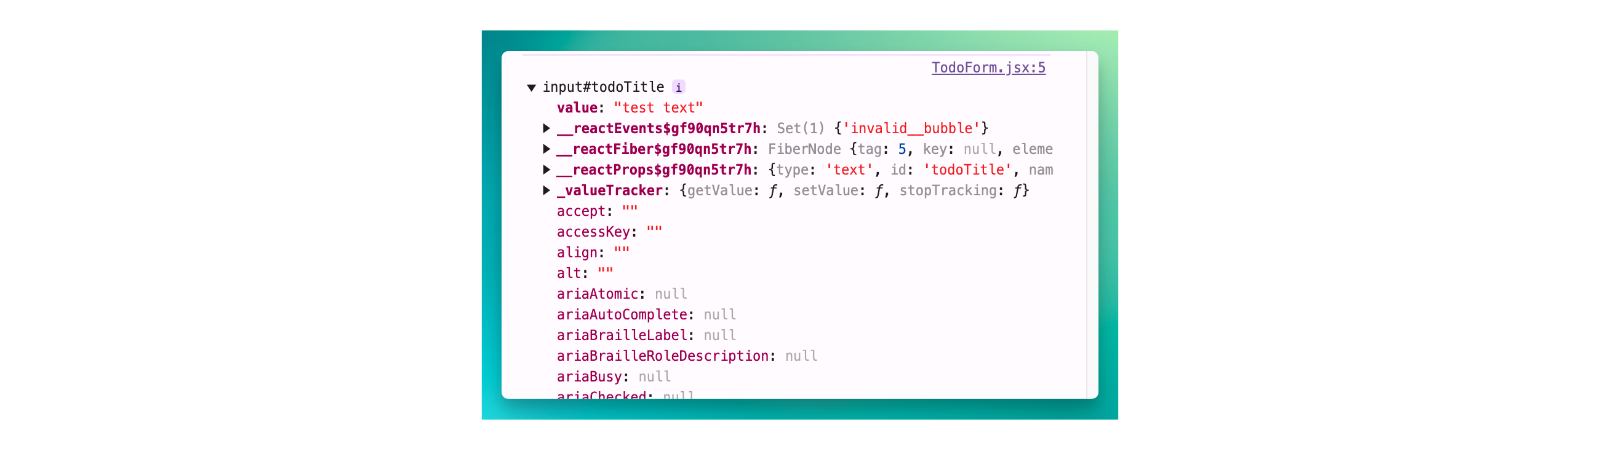 TodoForm.jsx:5
▼ input#todoTitle i
value: "test text"
▶ __reactEvents$gf90qn5tr7h: Set(1) {'invalid__bubble'}
▶ __reactFiber$gf90qn5tr7h: FiberNode {tag: 5, key: null, eleme
▶ __reactProps$gf90qn5tr7h: {type: 'text', id: 'todoTitle', nam
▶ _valueTracker: {getValue: ƒ, setValue: ƒ, stopTracking: ƒ}
accept: ""
accessKey: ""
align: ""
alt: ""
ariaAtomic: null
ariaAutoComplete: null
ariaBrailleLabel: null
ariaBrailleRoleDescription: null
ariaBusy: null
ariaChecked: null